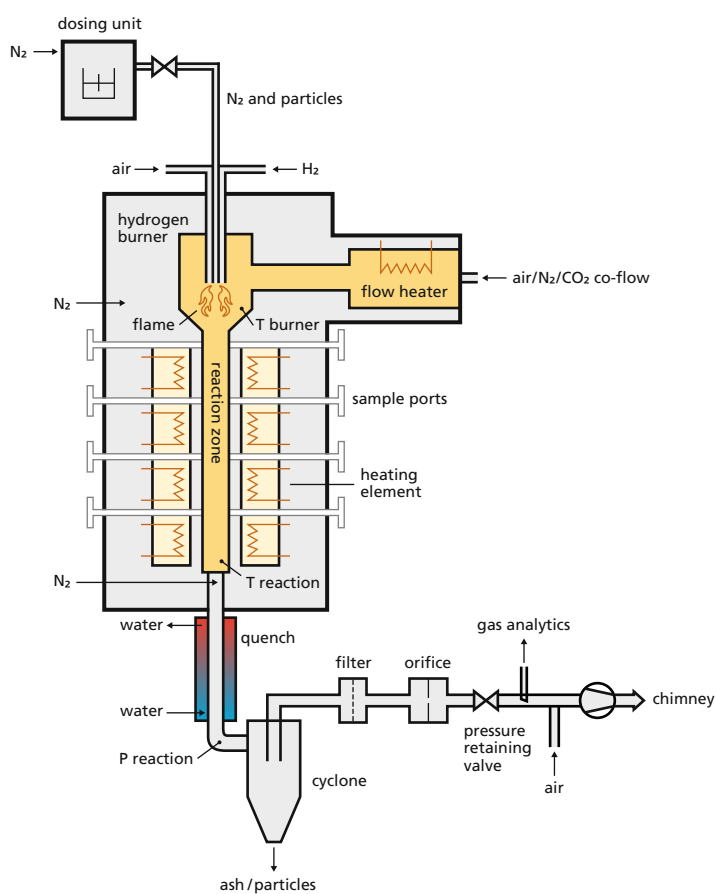 dosing unit
N₂
N₂ and particles
air
H₂
hydrogen
burner
air/N₂/CO₂ co-flow
flow heater
N₂
flame
T burner
reaction zone
sample ports
heating
element
N₂
T reaction
water
quench
gas analytics
filter
orifice
chimney
water
pressure
retaining
valve
P reaction
cyclone
air
ash/particles